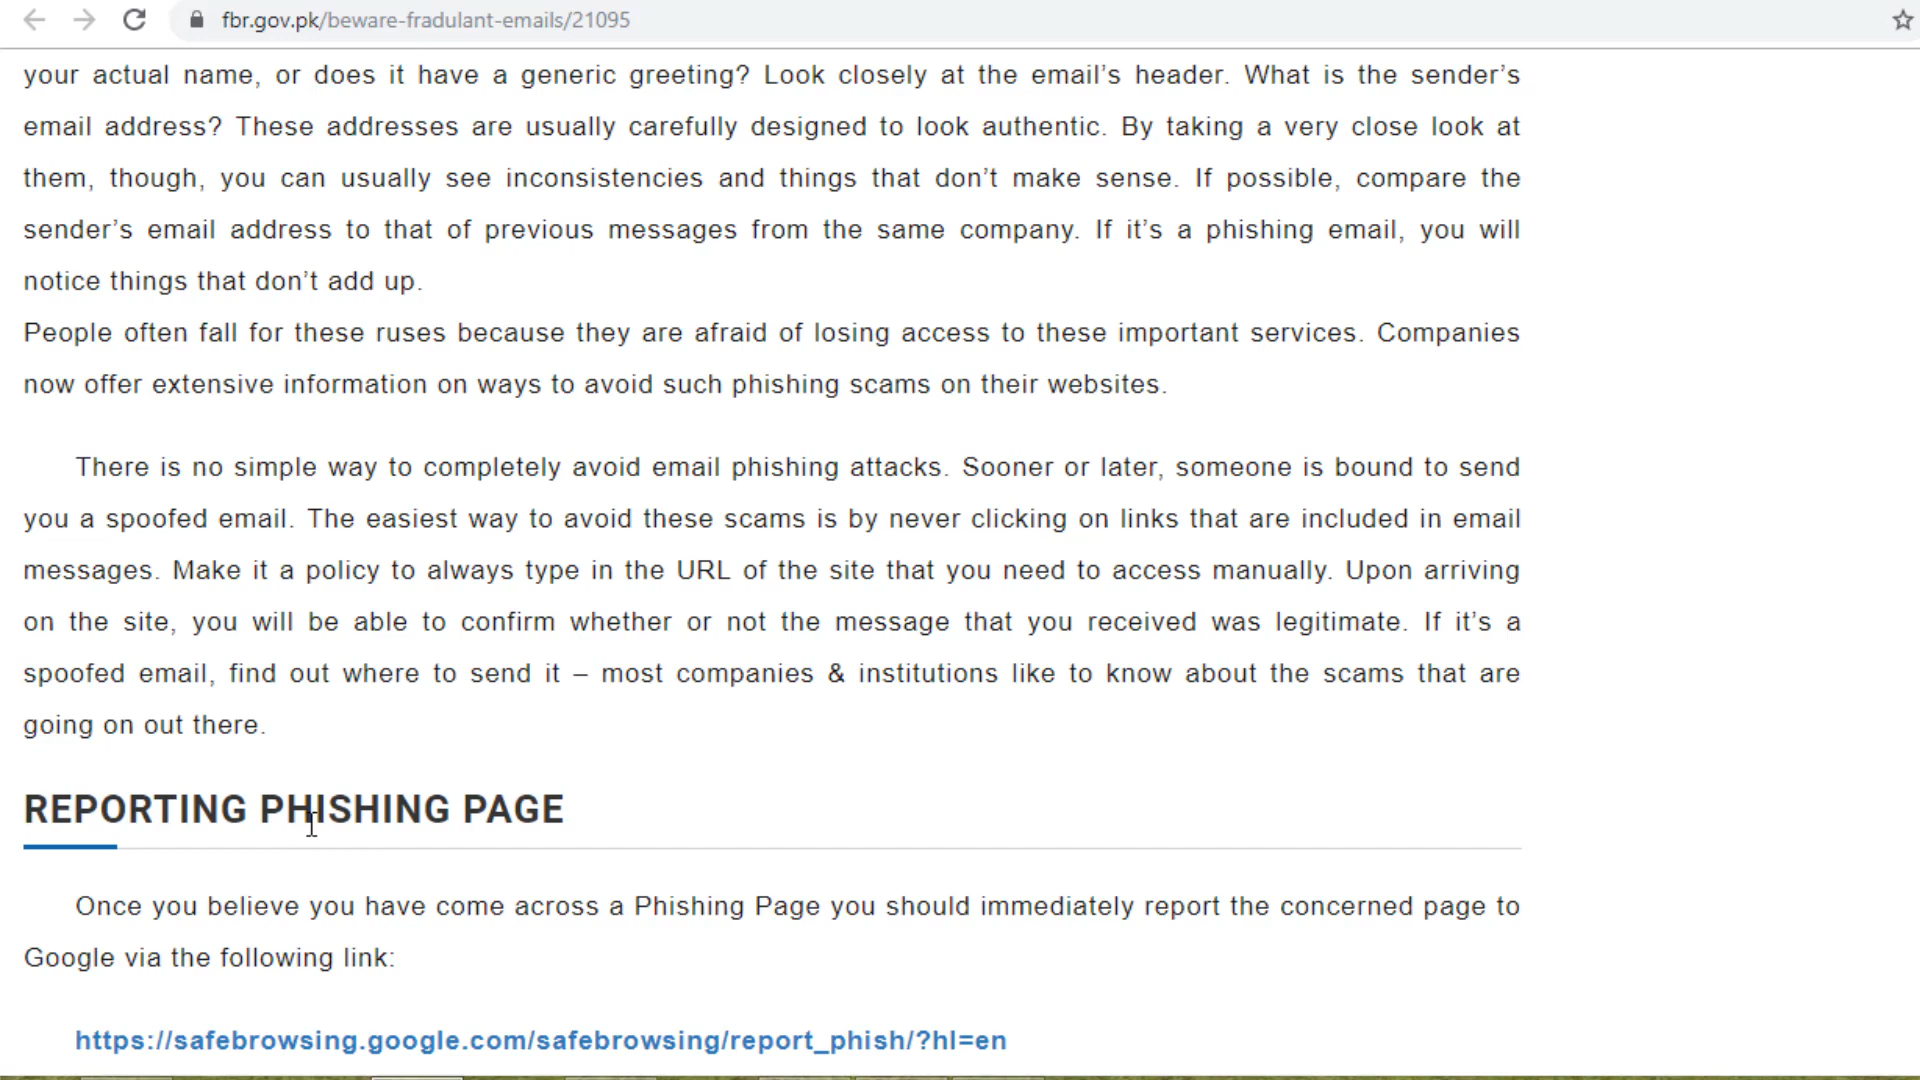 fbr.gov.pk/beware-fradulant-emails/21095
your actual name, or does it have a generic greeting? Look closely at the email’s header. What is the sender’s
email address? These addresses are usually carefully designed to look authentic. By taking a very close look at
them, though, you can usually see inconsistencies and things that don’t make sense. If possible, compare the
sender’s email address to that of previous messages from the same company. If it’s a phishing email, you will
notice things that don’t add up.
People often fall for these ruses because they are afraid of losing access to these important services. Companies
now offer extensive information on ways to avoid such phishing scams on their websites.
There is no simple way to completely avoid email phishing attacks. Sooner or later, someone is bound to send
you a spoofed email. The easiest way to avoid these scams is by never clicking on links that are included in email
messages. Make it a policy to always type in the URL of the site that you need to access manually. Upon arriving
on the site, you will be able to confirm whether or not the message that you received was legitimate. If it’s a
spoofed email, find out where to send it – most companies & institutions like to know about the scams that are
going on out there.
REPORTING PHISHING PAGE
Once you believe you have come across a Phishing Page you should immediately report the concerned page to
Google via the following link:
https://safebrowsing.google.com/safebrowsing/report_phish/?hl=en